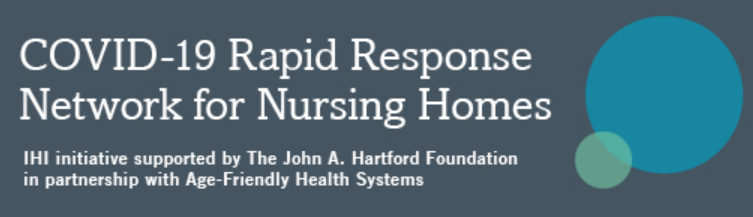 COVID-19 Rapid Response
Network for Nursing Homes
IHI initiative supported by The John A. Hartford Foundation
in partnership with Age-Friendly Health Systems